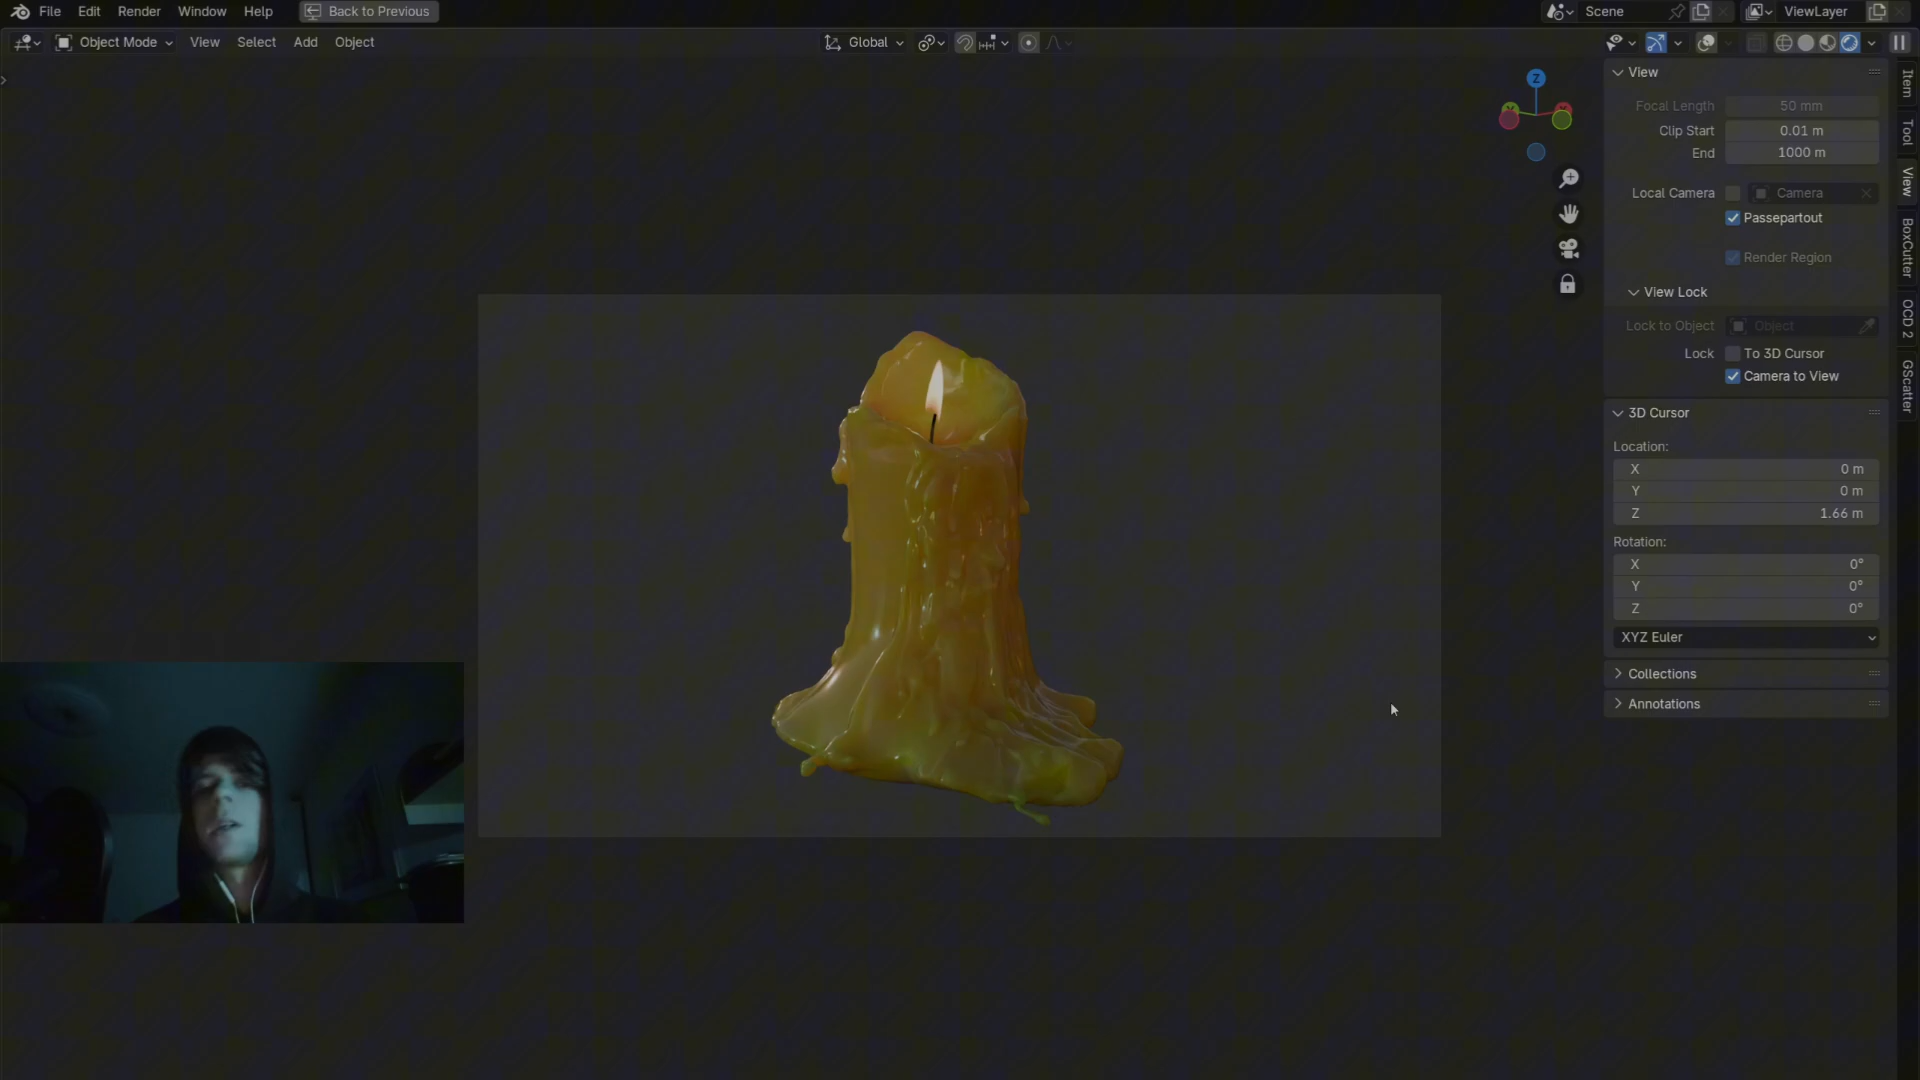 File Edit Render Window Help Back to Previous Scene ViewLayer
Object Mode View Select Add Object Global
View
Focal Length 50 mm
Clip Start 0.01 m
End 1000 m
Local Camera Camera
Passepartout
Render Region
View Lock
Lock to Object Object
Lock To 3D Cursor
Camera to View
3D Cursor
Location:
X 0 m
Y 0 m
Z 1.66 m
Rotation:
X 0°
Y 0°
Z 0°
XYZ Euler
Collections
Annotations
Z
Item
Tool
View
BoxCutter
OCD 2
GScatter